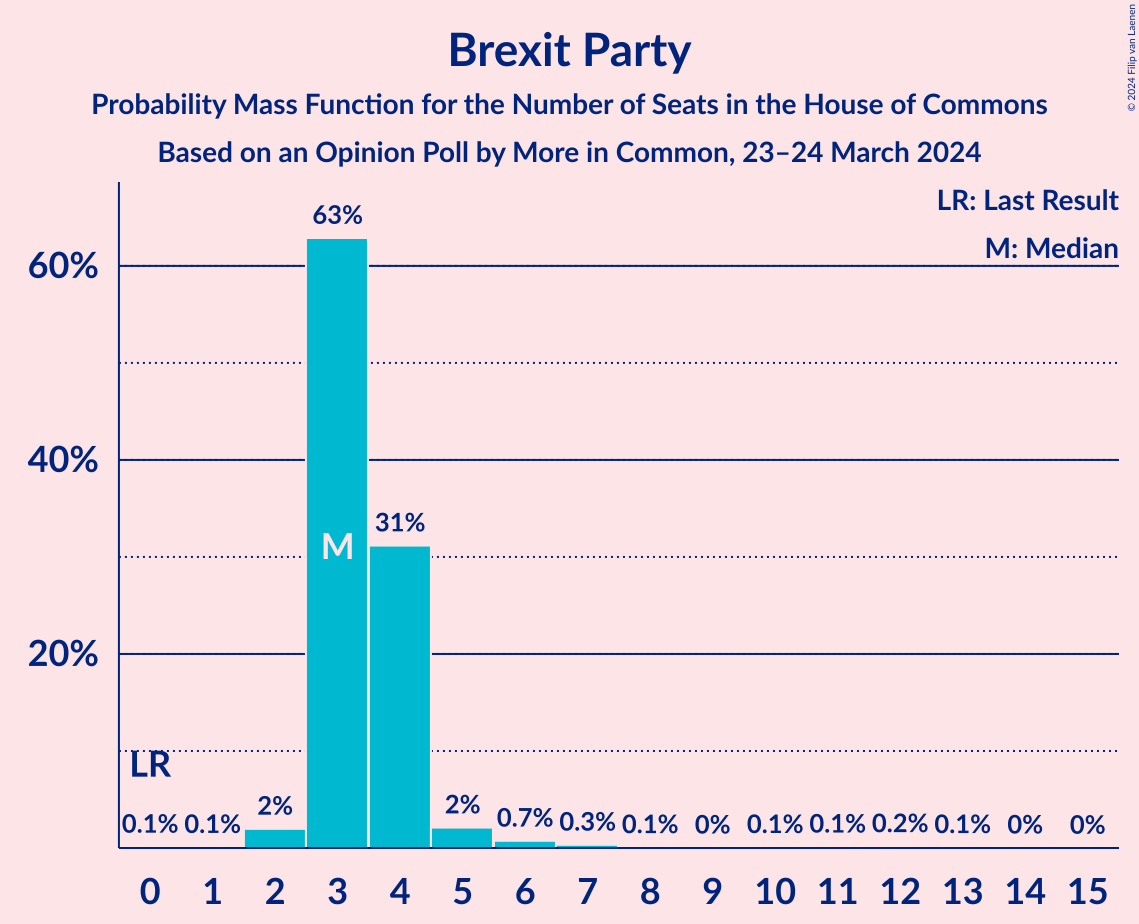 Brexit Party
Probability Mass Function for the Number of Seats in the House of Commons
Based on an Opinion Poll by More in Common, 23–24 March 2024
© 2024 Filip van Laenen
LR: Last Result
M: Median
63%
60%
40%
31%
M
20%
LR
0.1% 0.1% 2% 2% 0.7% 0.3% 0.1% 0% 0.1% 0.1% 0.2% 0.1% 0% 0%
0 1 2 3 4 5 6 7 8 9 10 11 12 13 14 15